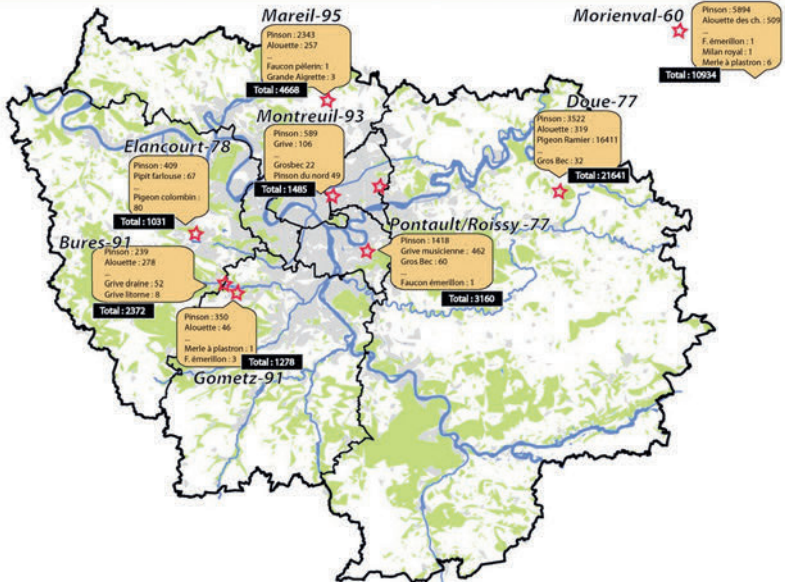 Mareil-95
Pinson : 2343
Alouette : 257
...
Faucon pélerin: 1
Grande Aigrette : 3
Total : 4668
Morienval-60
Pinson : 5894
Alouette des ch. : 509
...
F. émerillon : 1
Milan royal : 1
Merle à plastron : 6
Total : 10934
Montreuil-93
Pinson : 589
Grive : 106
...
Grosbec 22
Pinson du nord 49
Total : 1485
Doue-77
Pinson : 3522
Alouette : 319
Pigeon Ramier : 16411
...
Gros Bec : 32
Total : 21641
Elancourt-78
Pinson : 409
Pipit farlouse : 67
...
Pigeon colombin :
80
Total : 1031
Pontault/Roissy -77
Pinson : 1418
Grive musicienne : 462
Gros Bec : 60
...
Faucon émerillon : 1
Total : 3160
Bures-91
Pinson : 239
Alouette : 278
...
Grive draine : 52
Grive litorne : 8
Total : 2372
Pinson : 350
Alouette : 46
...
Merle à plastron : 1
F. émerillon : 3
Total : 1278
Gometz-91